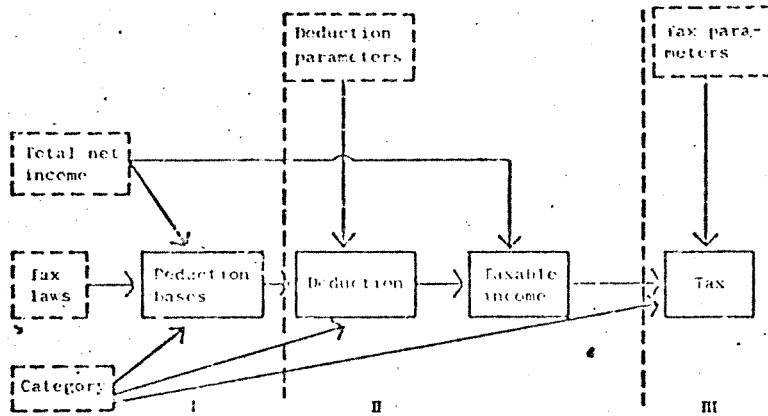 Deduction
parameters
Tax para-
meters
Total net
income
Tax
laws
Deduction
bases
Deduction
Taxable
income
Tax
Category
I
II
III